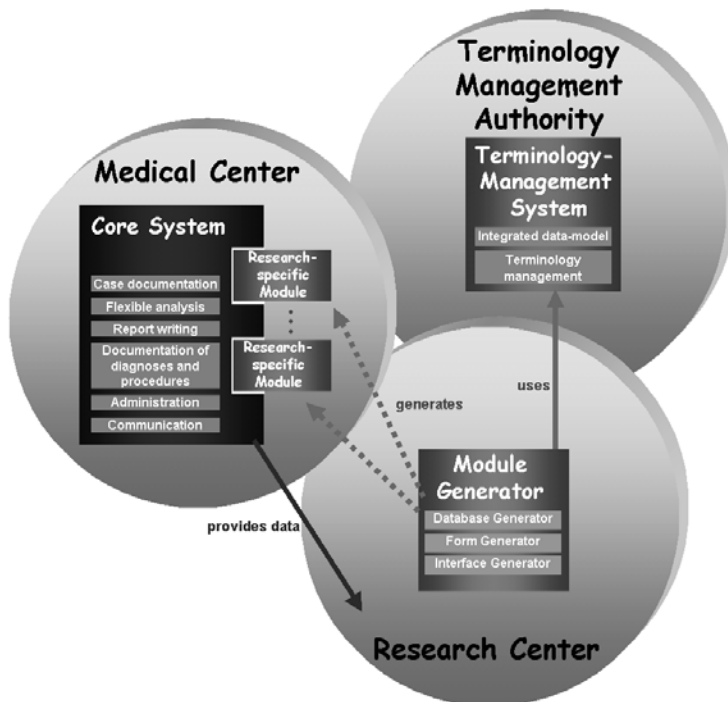 Terminology
Management
Authority
Terminology-
Management
System
Integrated data-model
Terminology
management
Medical Center
Core System
Case documentation
Flexible analysis
Report writing
Documentation of
diagnoses and
procedures
Administration
Communication
Research-
specific
Module
Research-
specific
Module
generates
uses
provides data
Module
Generator
Database Generator
Form Generator
Interface Generator
Research Center